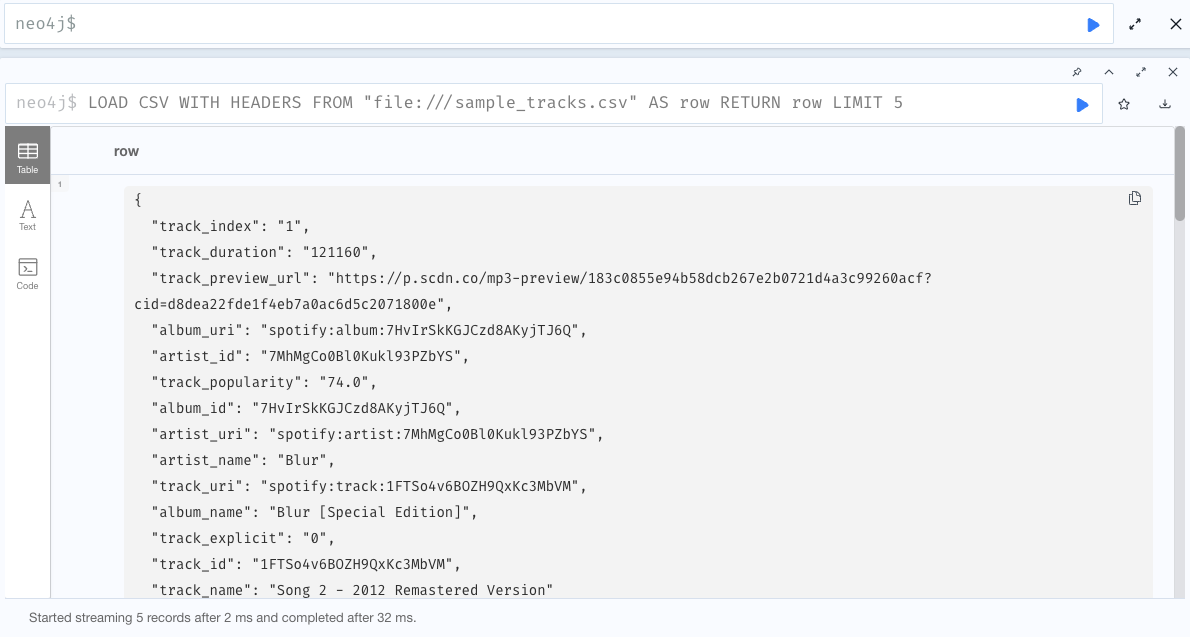 neo4j$
neo4j$ LOAD CSV WITH HEADERS FROM "file:///sample_tracks.csv" AS row RETURN row LIMIT 5
Table
Text
Code
row
1
{
"track_index": "1",
"track_duration": "121160",
"track_preview_url": "https://p.scdn.co/mp3-preview/183c0855e94b58dcb267e2b0721d4a3c99260acf?
cid=d8dea22fde1f4eb7a0ac6d5c2071800e",
"album_uri": "spotify:album:7HvIrSkKGJCzd8AKyjTJ6Q",
"artist_id": "7MhMgCo0Bl0Kukl93PZbYS",
"track_popularity": "74.0",
"album_id": "7HvIrSkKGJCzd8AKyjTJ6Q",
"artist_uri": "spotify:artist:7MhMgCo0Bl0Kukl93PZbYS",
"artist_name": "Blur",
"track_uri": "spotify:track:1FTSo4v6BOZH9QxKc3MbVM",
"album_name": "Blur [Special Edition]",
"track_explicit": "0",
"track_id": "1FTSo4v6BOZH9QxKc3MbVM",
"track_name": "Song 2 - 2012 Remastered Version"
Started streaming 5 records after 2 ms and completed after 32 ms.